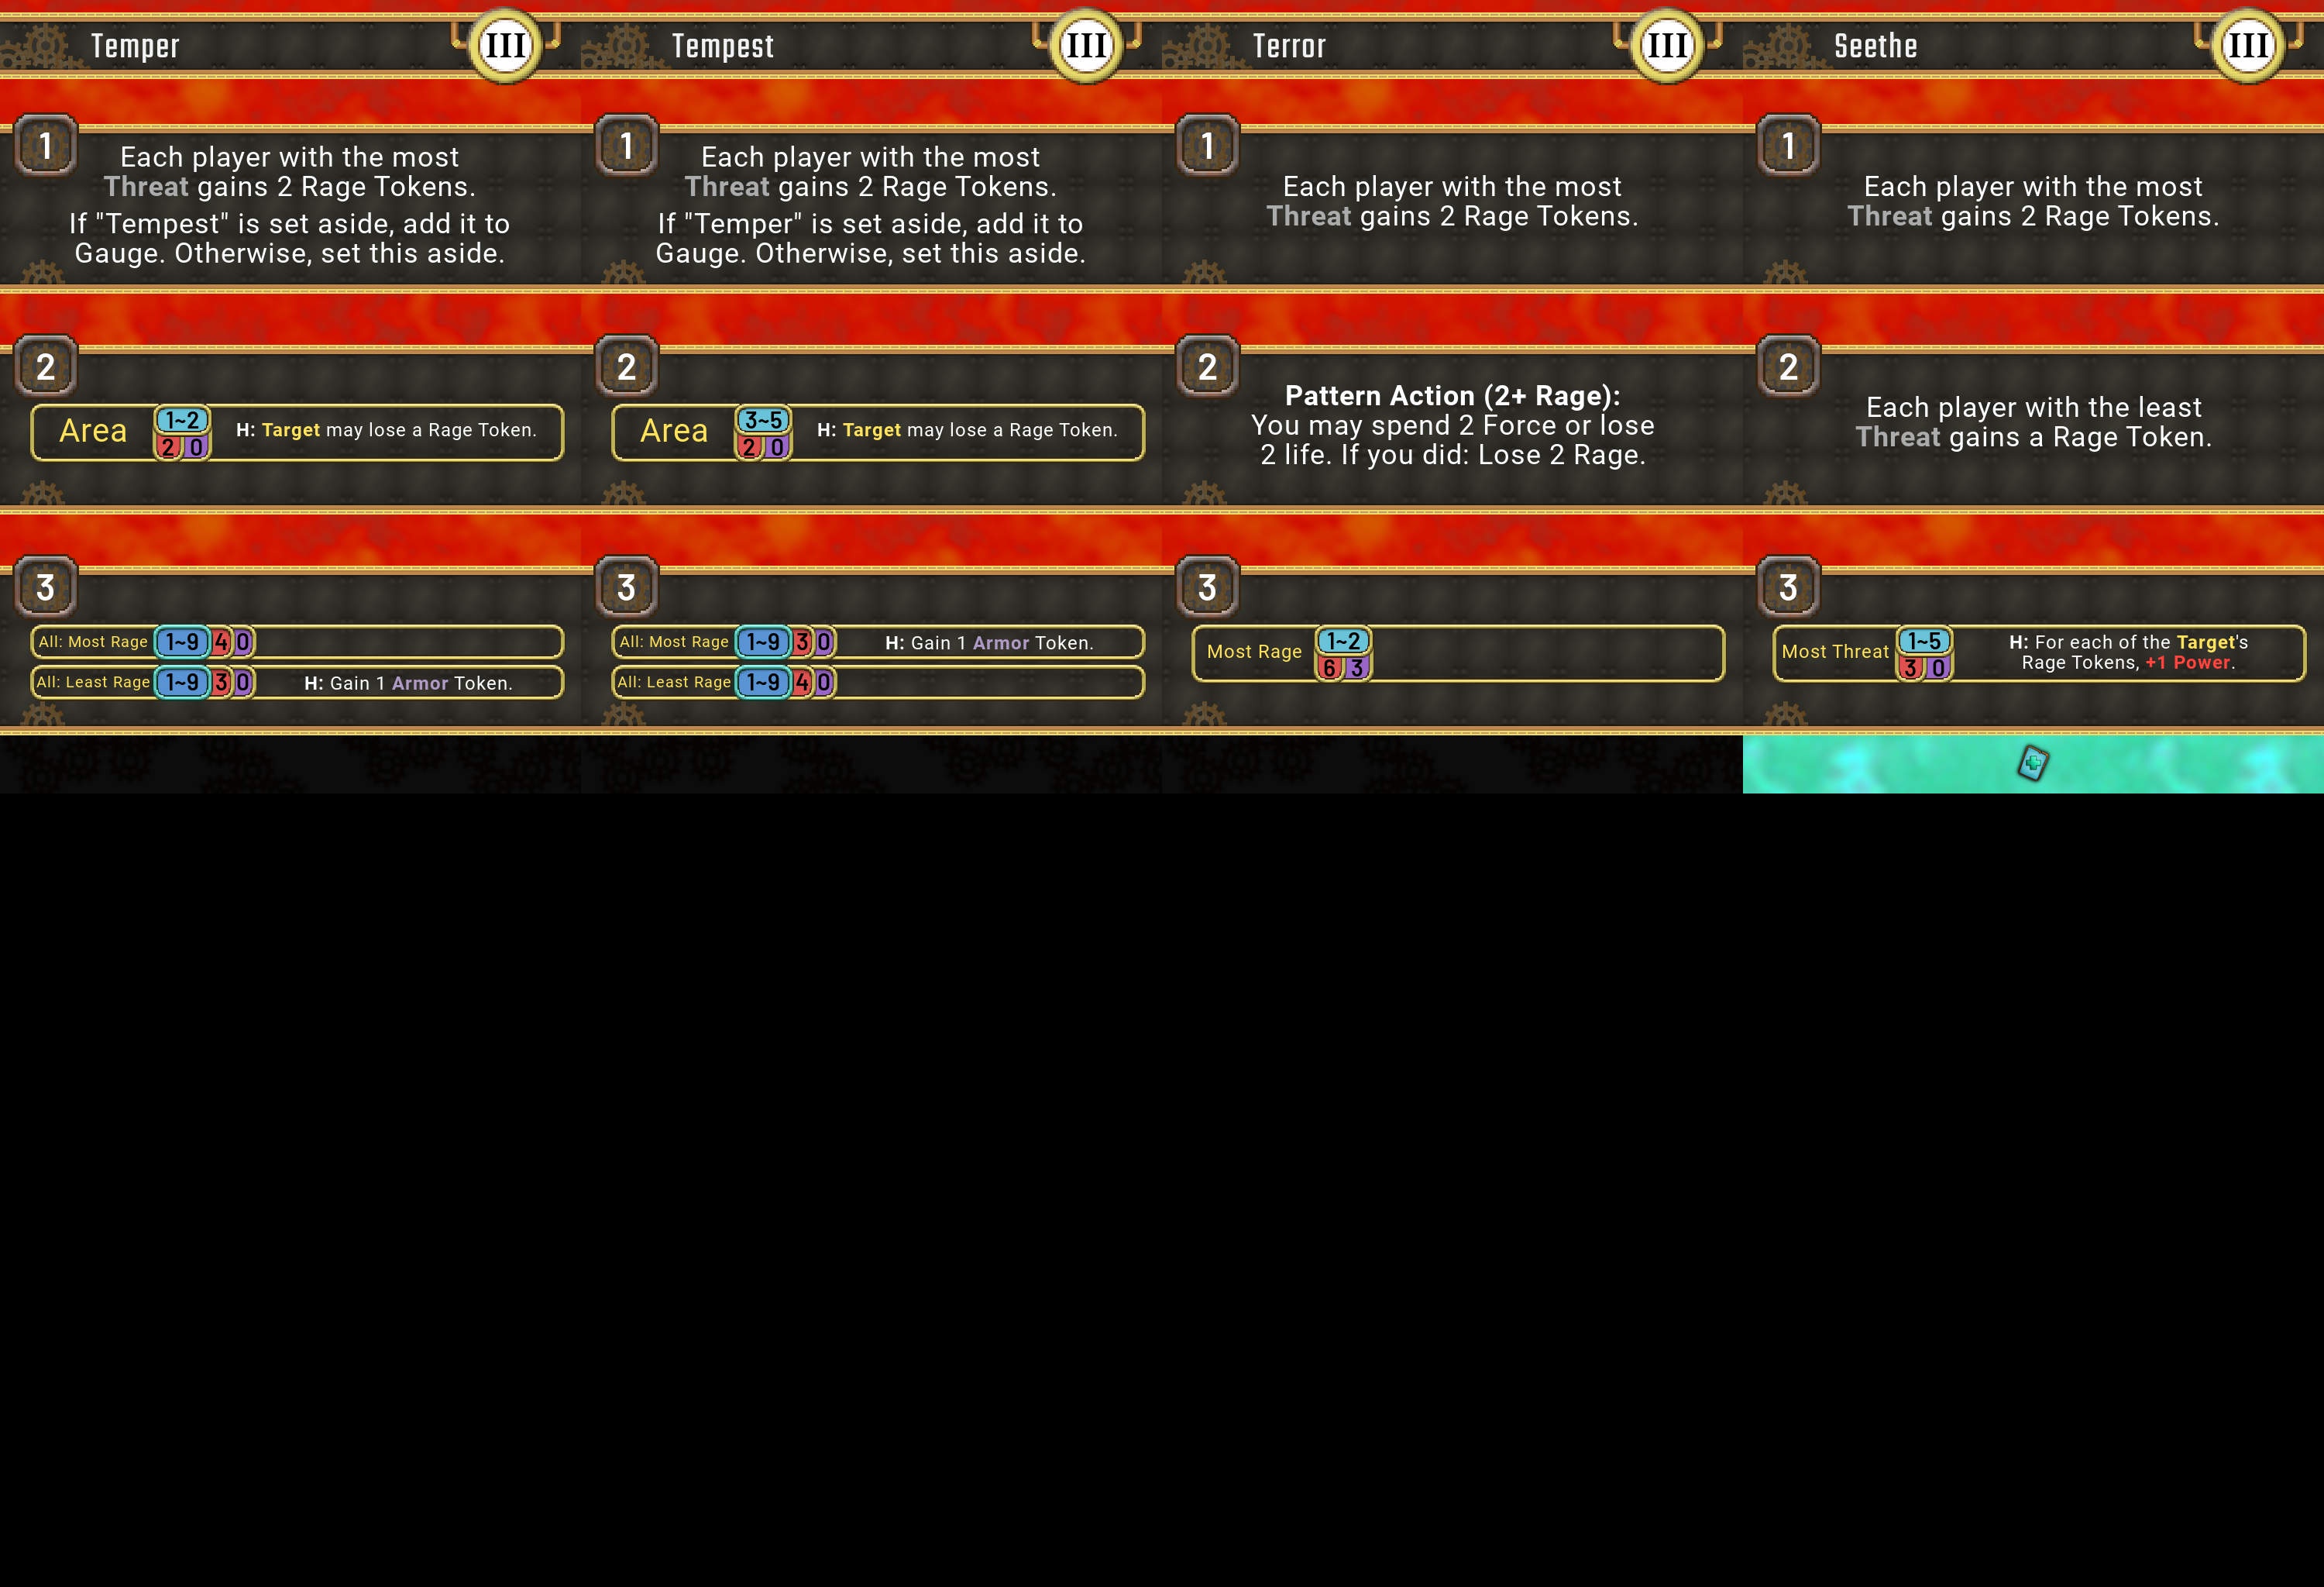 Temper
III
1
Each player with the most
Threat gains 2 Rage Tokens.
If "Tempest" is set aside, add it to
Gauge. Otherwise, set this aside.
2
Area
1~2
2 0
H: Target may lose a Rage Token.
3
All: Most Rage 1~9 4 0
All: Least Rage 1~9 3 0 H: Gain 1 Armor Token.
Tempest
III
1
Each player with the most
Threat gains 2 Rage Tokens.
If "Temper" is set aside, add it to
Gauge. Otherwise, set this aside.
2
Area
3~5
2 0
H: Target may lose a Rage Token.
3
All: Most Rage 1~9 3 0 H: Gain 1 Armor Token.
All: Least Rage 1~9 4 0
Terror
III
1
Each player with the most
Threat gains 2 Rage Tokens.
2
Pattern Action (2+ Rage):
You may spend 2 Force or lose
2 life. If you did: Lose 2 Rage.
3
Most Rage
1~2
6 3
Seethe
III
1
Each player with the most
Threat gains 2 Rage Tokens.
2
Each player with the least
Threat gains a Rage Token.
3
Most Threat
1~5
3 0
H: For each of the Target's
Rage Tokens, +1 Power.